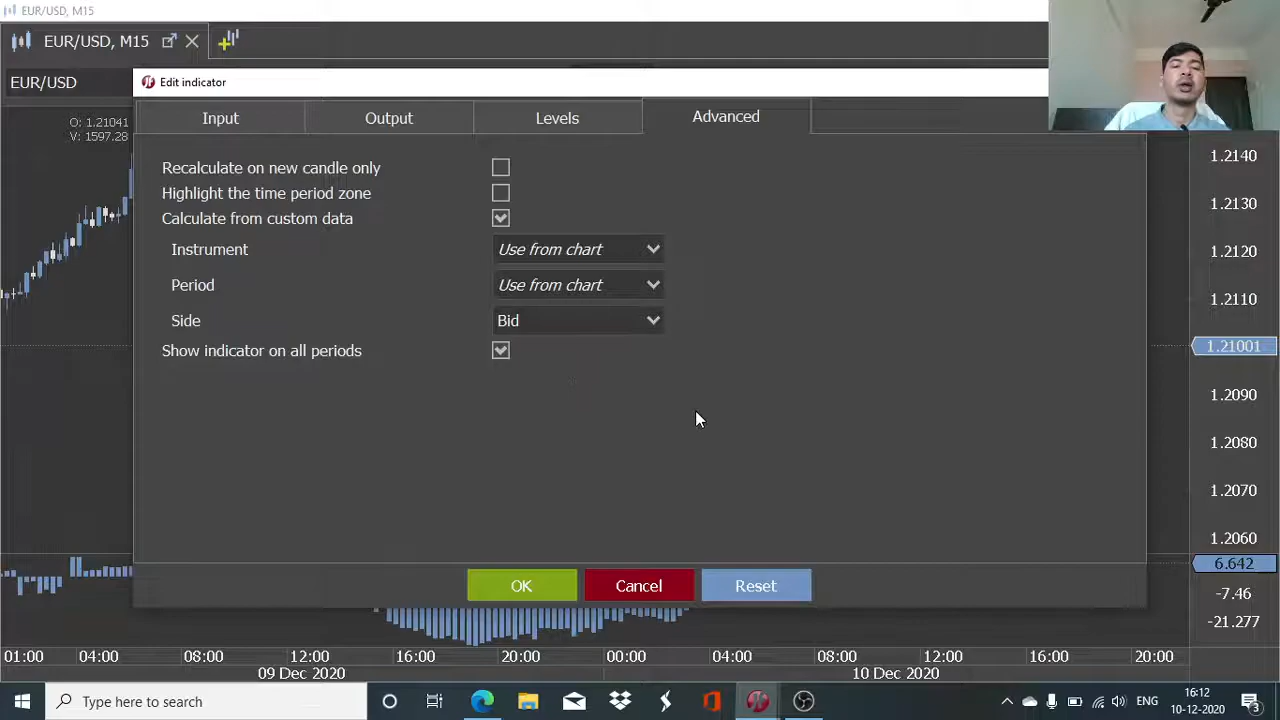 EUR/USD, M15
EUR/USD, M15
EUR/USD
Edit indicator
O: 1.21041
V: 1597.28
Input
Output
Levels
Advanced
Recalculate on new candle only
Highlight the time period zone
Calculate from custom data
Instrument
Use from chart
Period
Use from chart
Side
Bid
Show indicator on all periods
OK
Cancel
Reset
1.2140
1.2130
1.2120
1.2110
1.21001
1.2090
1.2080
1.2070
1.2060
6.642
-7.46
-21.277
01:00 04:00 08:00 12:00 16:00 20:00 00:00 04:00 08:00 12:00 16:00 20:00
09 Dec 2020
10 Dec 2020
Type here to search
ENG
16:12
10-12-2020
3